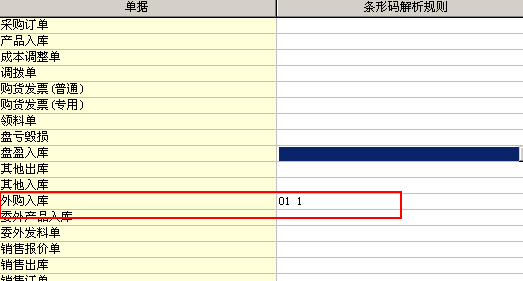 单据 条形码解析规则
采购订单
产品入库
成本调整单
调拨单
购货发票(普通)
购货发票(专用)
领料单
盘亏毁损
盘盈入库
其他出库
其他入库
外购入库 01 1
委外产品入库
委外发料单
销售报价单
销售出库
销售订单